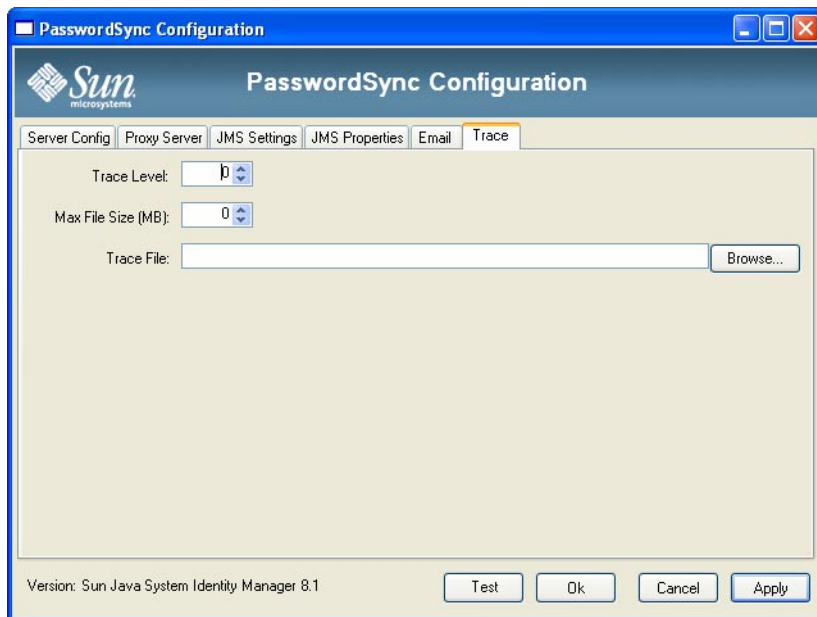 PasswordSync Configuration
Sun
microsystems
PasswordSync Configuration
Server Config Proxy Server JMS Settings JMS Properties Email Trace
Trace Level: 0
Max File Size (MB): 0
Trace File: Browse...
Version: Sun Java System Identity Manager 8.1 Test Ok Cancel Apply